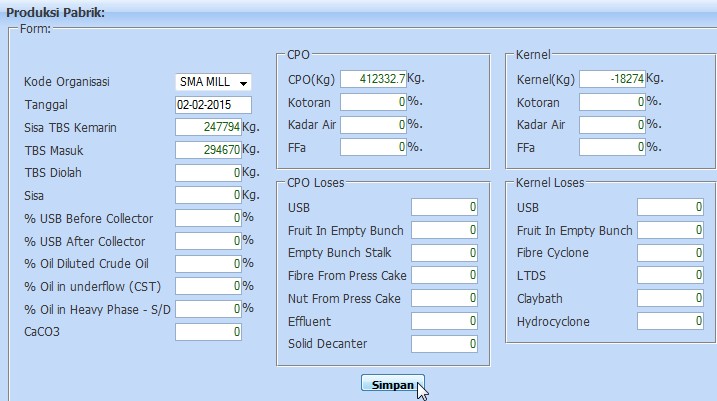 Produksi Pabrik:
Form:
Kode Organisasi SMA MILL
Tanggal 02-02-2015
Sisa TBS Kemarin 247794 Kg.
TBS Masuk 294670 Kg.
TBS Diolah 0 Kg.
Sisa 0 Kg.
% USB Before Collector 0 %
% USB After Collector 0 %
% Oil Diluted Crude Oil 0 %
% Oil in underflow (CST) 0 %
% Oil in Heavy Phase - S/D 0 %
CaCO3 0
CPO
CPO(Kg) 412332.7 Kg.
Kotoran 0 %.
Kadar Air 0 %.
FFa 0 %.
Kernel
Kernel(Kg) -18274 Kg.
Kotoran 0 %.
Kadar Air 0 %.
FFa 0 %.
CPO Loses
USB 0
Fruit In Empty Bunch 0
Empty Bunch Stalk 0
Fibre From Press Cake 0
Nut From Press Cake 0
Effluent 0
Solid Decanter 0
Kernel Loses
USB 0
Fruit In Empty Bunch 0
Fibre Cyclone 0
LTDS 0
Claybath 0
Hydrocyclone 0
Simpan